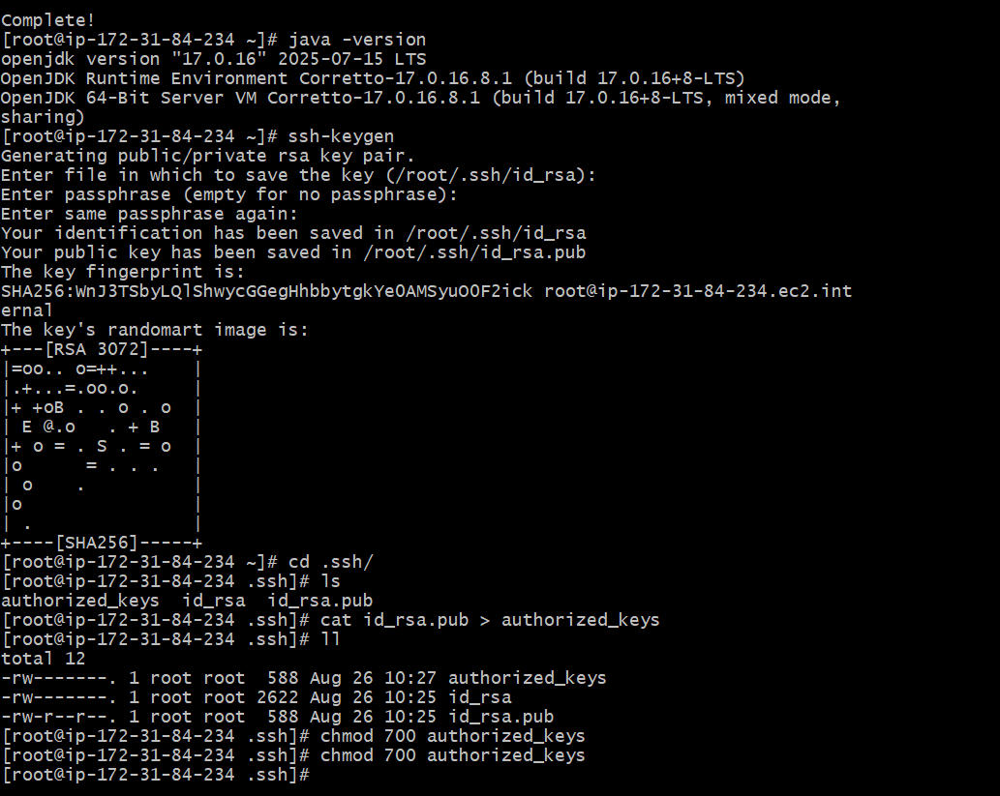 Complete!
[root@ip-172-31-84-234 ~]# java -version
openjdk version "17.0.16" 2025-07-15 LTS
OpenJDK Runtime Environment Corretto-17.0.16.8.1 (build 17.0.16+8-LTS)
OpenJDK 64-Bit Server VM Corretto-17.0.16.8.1 (build 17.0.16+8-LTS, mixed mode,
sharing)
[root@ip-172-31-84-234 ~]# ssh-keygen
Generating public/private rsa key pair.
Enter file in which to save the key (/root/.ssh/id_rsa):
Enter passphrase (empty for no passphrase):
Enter same passphrase again:
Your identification has been saved in /root/.ssh/id_rsa
Your public key has been saved in /root/.ssh/id_rsa.pub
The key fingerprint is:
SHA256:WnJ3TSbyLQlShwycGGegHhbbytgkYe0AMSyuOOF2ick root@ip-172-31-84-234.ec2.int
ernal
The key's randomart image is:
+---[RSA 3072]----+
|=oo.. o=++...    |
|.+...=.oo.o.     |
|+ +oB . . o . o  |
| E @.o   . + B   |
|+ o = . S . = o  |
|o      = . . .   |
| o    .          |
|o                |
| .               |
+----[SHA256]-----+
[root@ip-172-31-84-234 ~]# cd .ssh/
[root@ip-172-31-84-234 .ssh]# ls
authorized_keys  id_rsa  id_rsa.pub
[root@ip-172-31-84-234 .ssh]# cat id_rsa.pub > authorized_keys
[root@ip-172-31-84-234 .ssh]# ll
total 12
-rw-------. 1 root root  588 Aug 26 10:27 authorized_keys
-rw-------. 1 root root 2622 Aug 26 10:25 id_rsa
-rw-r--r--. 1 root root  588 Aug 26 10:25 id_rsa.pub
[root@ip-172-31-84-234 .ssh]# chmod 700 authorized_keys
[root@ip-172-31-84-234 .ssh]# chmod 700 authorized_keys
[root@ip-172-31-84-234 .ssh]#